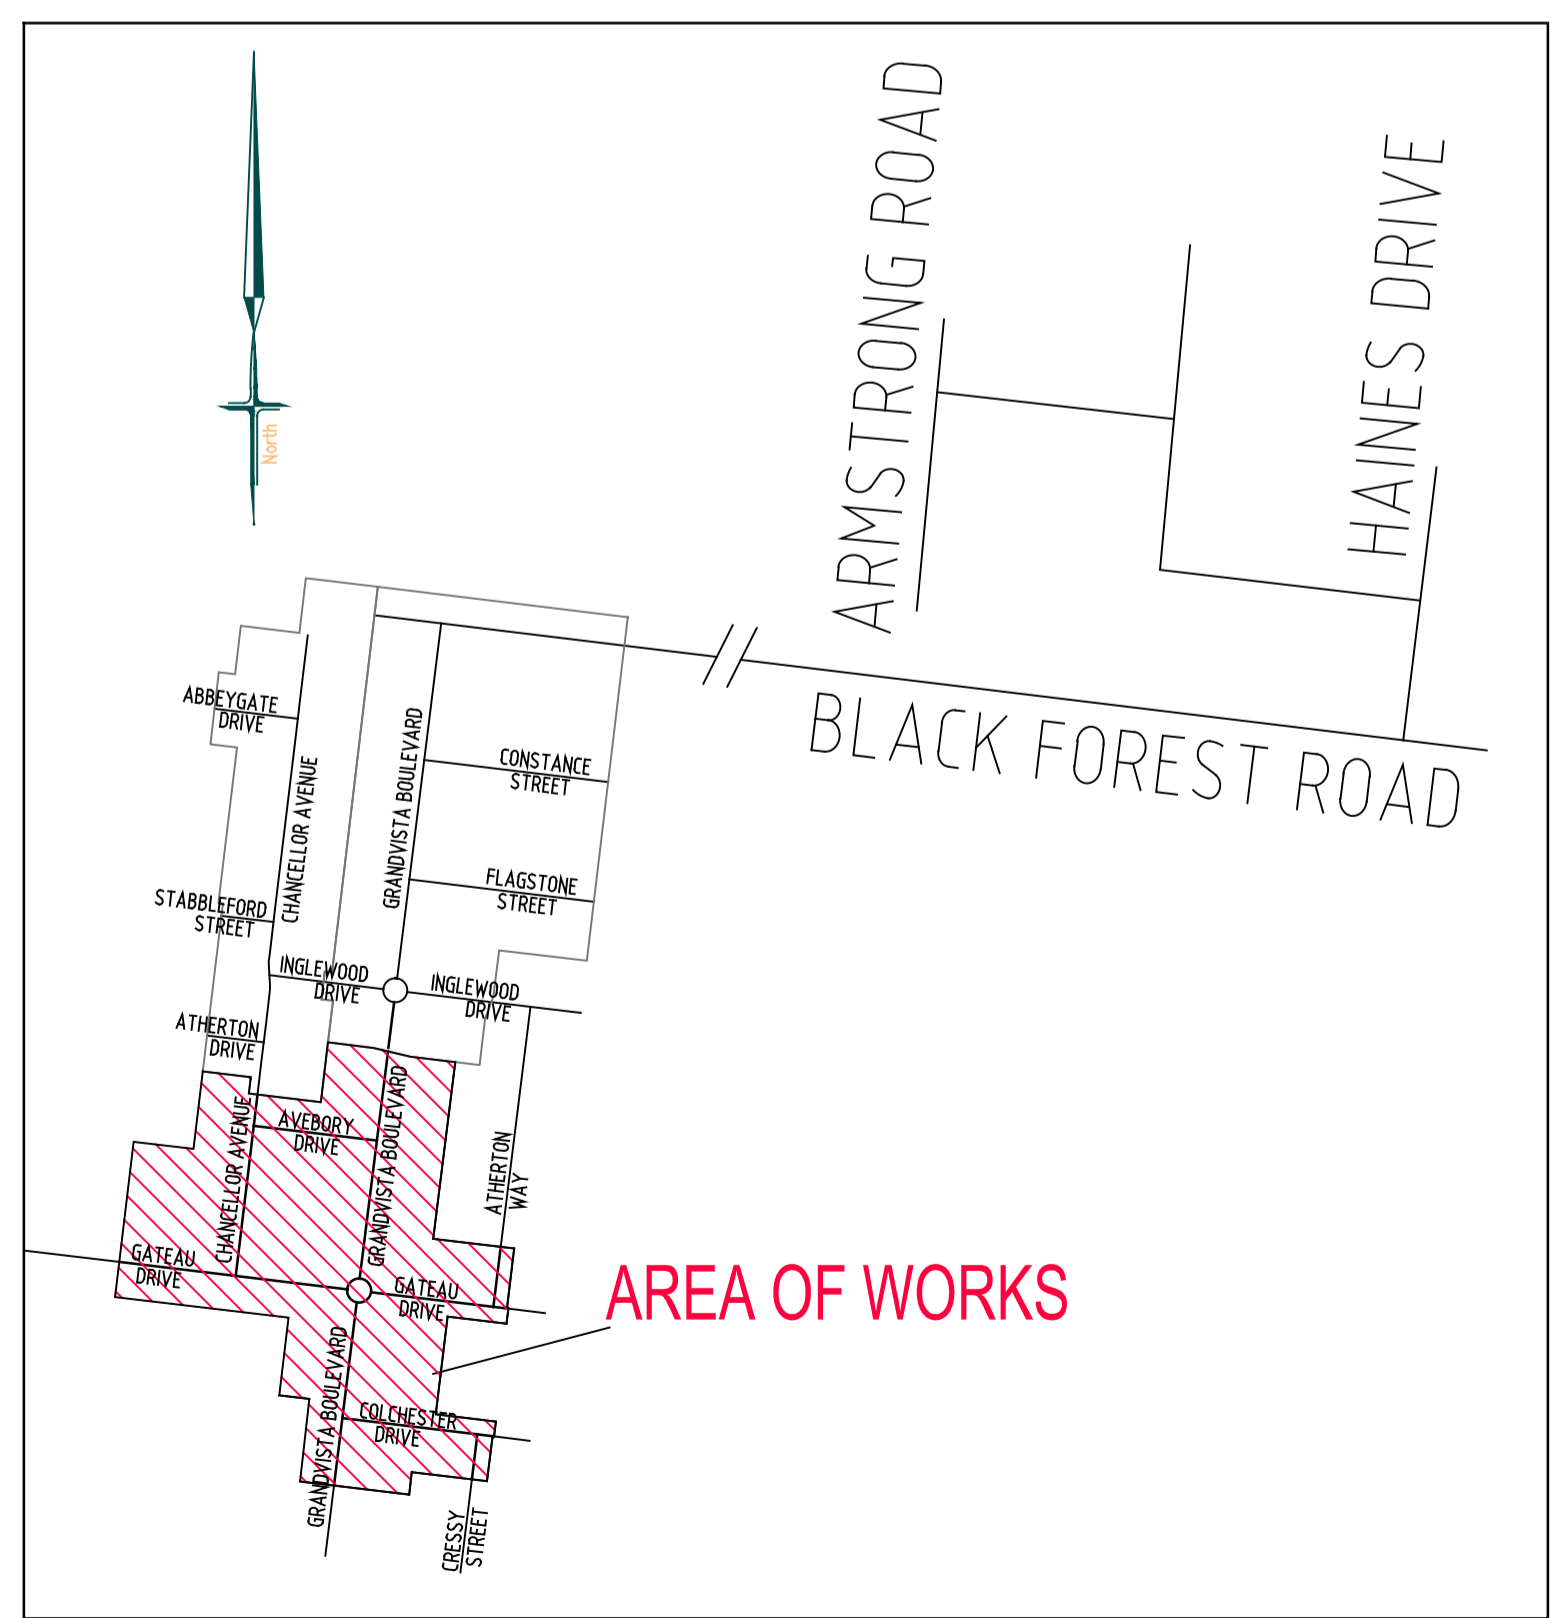 ARMSTRONG ROAD
HAINES DRIVE
North
BLACK FOREST ROAD
ABBEYGATE
DRIVE
CHANCELLOR AVENUE
GRANDVISTA BOULEVARD
CONSTANCE
STREET
FLAGSTONE
STREET
STABBLEFORD
STREET
INGLEWOOD
DRIVE
INGLEWOOD
DRIVE
ATHERTON
DRIVE
CHANCELLOR AVENUE
AVEBORY
DRIVE
GRANDVISTA BOULEVARD
ATHERTON
WAY
GATEAU
DRIVE
GATEAU
DRIVE
AREA OF WORKS
GRANDVISTA BOULEVARD
COLCHESTER
DRIVE
CRESSY
STREET